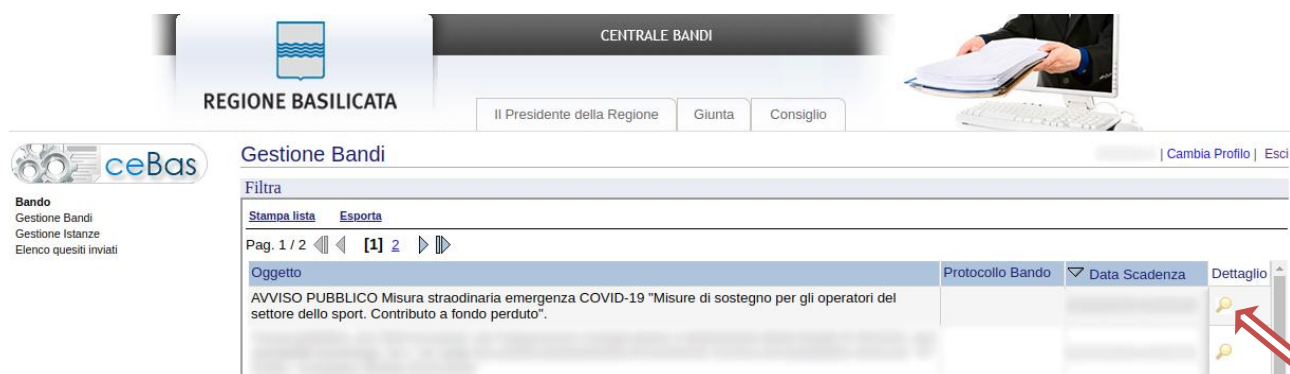 CENTRALE BANDI
REGIONE BASILICATA
Il Presidente della Regione
Giunta
Consiglio
ceBas
Gestione Bandi
| Cambia Profilo | Esci
Filtra
Bando
Gestione Bandi
Gestione Istanze
Elenco quesiti inviati
Stampa lista Esporta
Pag. 1 / 2 [1] 2
Oggetto Protocollo Bando Data Scadenza Dettaglio
AVVISO PUBBLICO Misura straodinaria emergenza COVID-19 "Misure di sostegno per gli operatori del
settore dello sport. Contributo a fondo perduto".